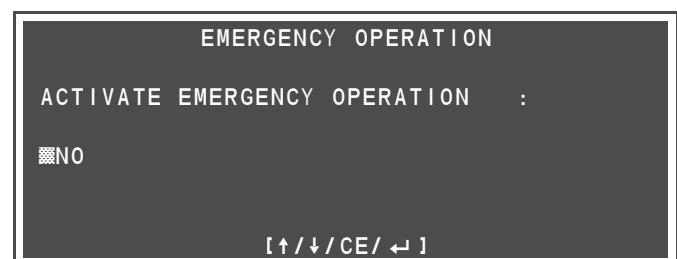 EMERGENCY OPERATION
ACTIVATE EMERGENCY OPERATION :
▒NO
[↑/↓/CE/ ↵ ]